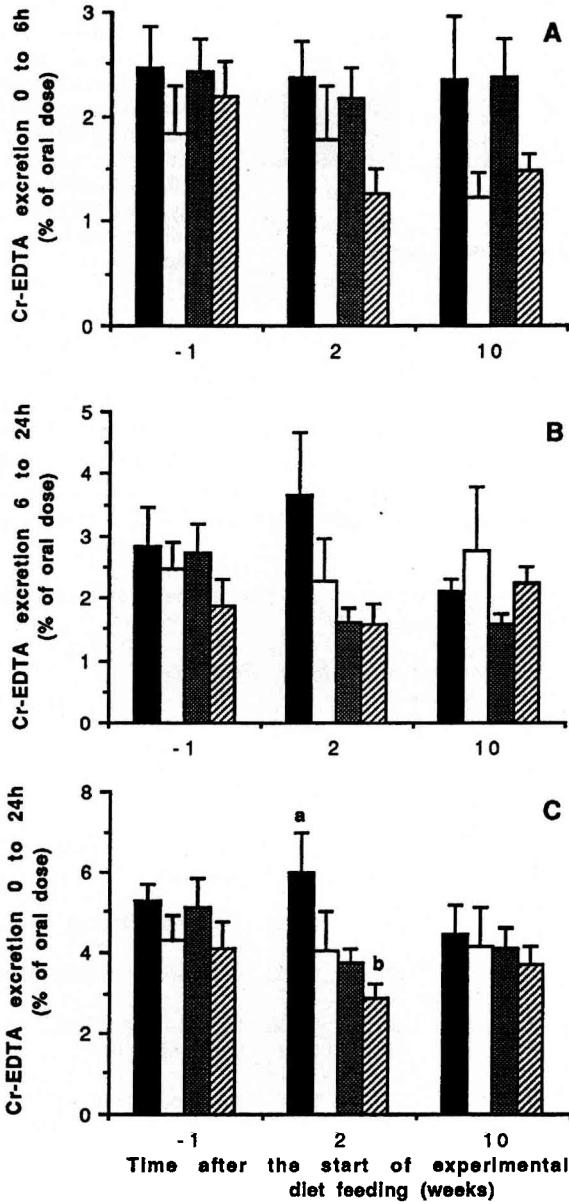 Cr-EDTA excretion 0 to 6h
(% of oral dose)
3
2
1
0
A
-1 2 10
Cr-EDTA excretion 6 to 24h
(% of oral dose)
5
4
3
2
1
0
B
-1 2 10
Cr-EDTA excretion 0 to 24h
(% of oral dose)
8
6
4
2
0
C
a
b
-1 2 10
Time after the start of experimental
diet feeding (weeks)